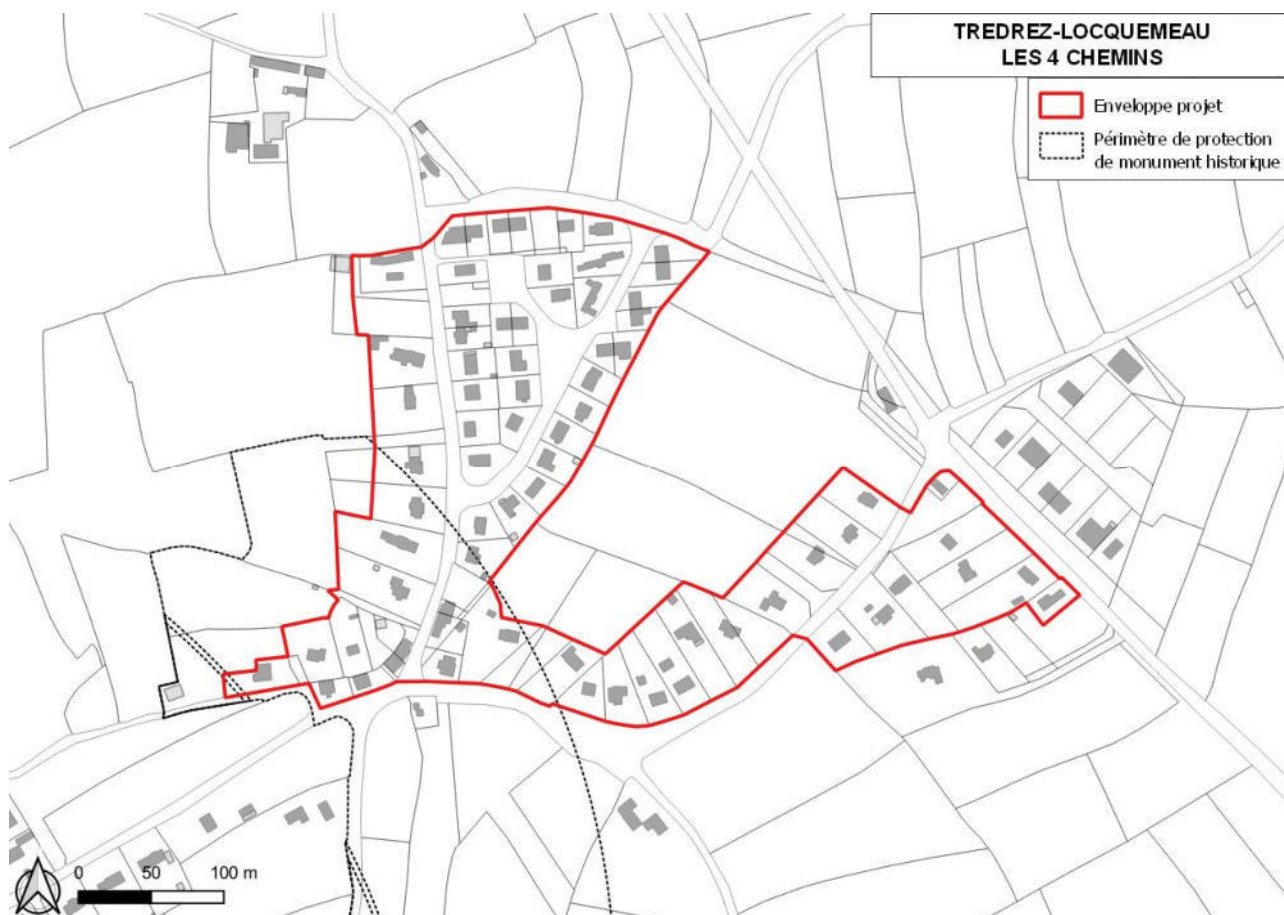 TREDREZ-LOCQUEMEAU
LES 4 CHEMINS
Enveloppe projet
Périmètre de protection
de monument historique
0 50 100 m